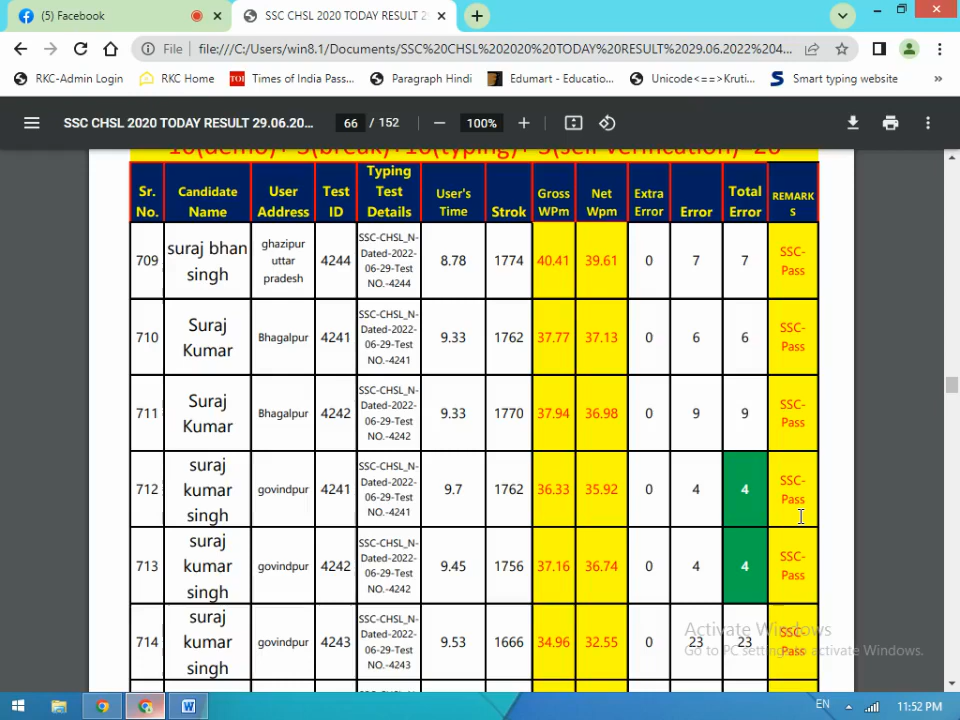 (5) Facebook
SSC CHSL 2020 TODAY RESULT 2
File
file:///C:/Users/win8.1/Documents/SSC%20CHSL%202020%20TODAY%20RESULT%2029.06.2022%204...
RKC-Admin Login
RKC Home
Times of India Pass...
Paragraph Hindi
Edumart - Educatio...
Unicode<==>Kruti...
Smart typing website
»
SSC CHSL 2020 TODAY RESULT 29.06.20...
66 / 152
100%
10(demo)+ 5(break)+10(typing)+ 5(self verification)=20
Sr. No.
Candidate Name
User Address
Test ID
Typing Test Details
User's Time
Strok
Gross WPm
Net Wpm
Extra Error
Error
Total Error
REMARKS
709 suraj bhan singh ghazipur uttar pradesh 4244 SSC-CHSL_N-Dated-2022-06-29-Test NO.-4244 8.78 1774 40.41 39.61 0 7 7 SSC-Pass
710 Suraj Kumar Bhagalpur 4241 SSC-CHSL_N-Dated-2022-06-29-Test NO.-4241 9.33 1762 37.77 37.13 0 6 6 SSC-Pass
711 Suraj Kumar Bhagalpur 4242 SSC-CHSL_N-Dated-2022-06-29-Test NO.-4242 9.33 1770 37.94 36.98 0 9 9 SSC-Pass
712 suraj kumar singh govindpur 4241 SSC-CHSL_N-Dated-2022-06-29-Test NO.-4241 9.7 1762 36.33 35.92 0 4 4 SSC-Pass
713 suraj kumar singh govindpur 4242 SSC-CHSL_N-Dated-2022-06-29-Test NO.-4242 9.45 1756 37.16 36.74 0 4 4 SSC-Pass
714 suraj kumar singh govindpur 4243 SSC-CHSL_N-Dated-2022-06-29-Test NO.-4243 9.53 1666 34.96 32.55 0 23 23 SSC-Pass
Activate Windows
Go to PC settings to activate Windows.
EN
11:52 PM